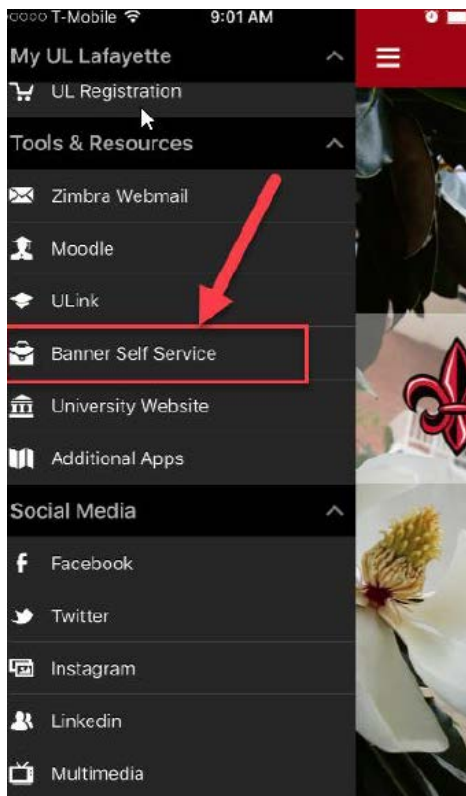 T-Mobile 9:01 AM
My UL Lafayette
UL Registration
Tools & Resources
Zimbra Webmail
Moodle
ULink
Banner Self Service
University Website
Additional Apps
Social Media
Facebook
Twitter
Instagram
Linkedin
Multimedia